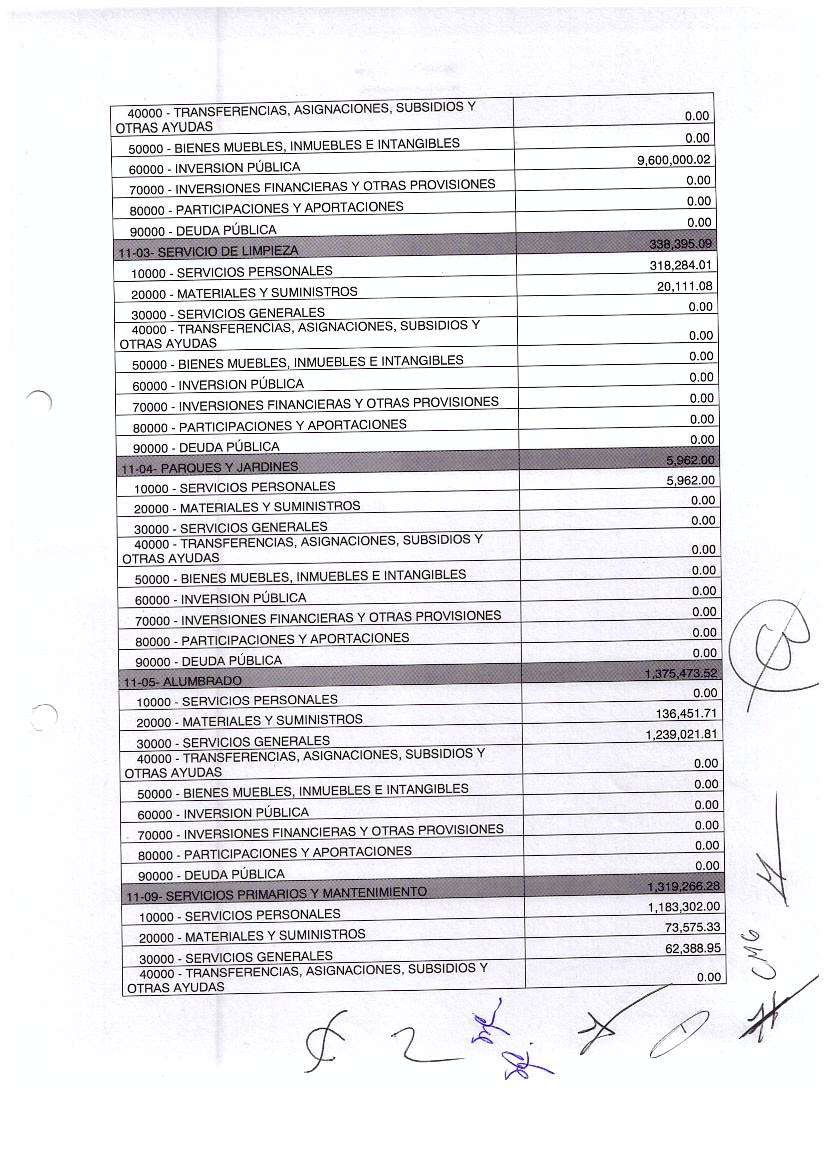 40000 - TRANSFERENCIAS, ASIGNACIONES, SUBSIDIOS Y
OTRAS AYUDAS 0.00
50000 - BIENES MUEBLES, INMUEBLES E INTANGIBLES 0.00
60000 - INVERSION PÚBLICA 9,600,000.02
70000 - INVERSIONES FINANCIERAS Y OTRAS PROVISIONES 0.00
80000 - PARTICIPACIONES Y APORTACIONES 0.00
90000 - DEUDA PÚBLICA 0.00
11-03- SERVICIO DE LIMPIEZA 338,395.09
10000 - SERVICIOS PERSONALES 318,284.01
20000 - MATERIALES Y SUMINISTROS 20,111.08
30000 - SERVICIOS GENERALES 0.00
40000 - TRANSFERENCIAS, ASIGNACIONES, SUBSIDIOS Y
OTRAS AYUDAS 0.00
50000 - BIENES MUEBLES, INMUEBLES E INTANGIBLES 0.00
60000 - INVERSION PÚBLICA 0.00
70000 - INVERSIONES FINANCIERAS Y OTRAS PROVISIONES 0.00
80000 - PARTICIPACIONES Y APORTACIONES 0.00
90000 - DEUDA PÚBLICA 0.00
11-04- PARQUES Y JARDINES 5,962.00
10000 - SERVICIOS PERSONALES 5,962.00
20000 - MATERIALES Y SUMINISTROS 0.00
30000 - SERVICIOS GENERALES 0.00
40000 - TRANSFERENCIAS, ASIGNACIONES, SUBSIDIOS Y
OTRAS AYUDAS 0.00
50000 - BIENES MUEBLES, INMUEBLES E INTANGIBLES 0.00
60000 - INVERSION PÚBLICA 0.00
70000 - INVERSIONES FINANCIERAS Y OTRAS PROVISIONES 0.00
80000 - PARTICIPACIONES Y APORTACIONES 0.00
90000 - DEUDA PÚBLICA 0.00
11-05- ALUMBRADO 1,375,473.52
10000 - SERVICIOS PERSONALES 0.00
20000 - MATERIALES Y SUMINISTROS 136,451.71
30000 - SERVICIOS GENERALES 1,239,021.81
40000 - TRANSFERENCIAS, ASIGNACIONES, SUBSIDIOS Y
OTRAS AYUDAS 0.00
50000 - BIENES MUEBLES, INMUEBLES E INTANGIBLES 0.00
60000 - INVERSION PÚBLICA 0.00
70000 - INVERSIONES FINANCIERAS Y OTRAS PROVISIONES 0.00
80000 - PARTICIPACIONES Y APORTACIONES 0.00
90000 - DEUDA PÚBLICA 0.00
11-09- SERVICIOS PRIMARIOS Y MANTENIMIENTO 1,319,266.28
10000 - SERVICIOS PERSONALES 1,183,302.00
20000 - MATERIALES Y SUMINISTROS 73,575.33
30000 - SERVICIOS GENERALES 62,388.95
40000 - TRANSFERENCIAS, ASIGNACIONES, SUBSIDIOS Y
OTRAS AYUDAS 0.00
CMG